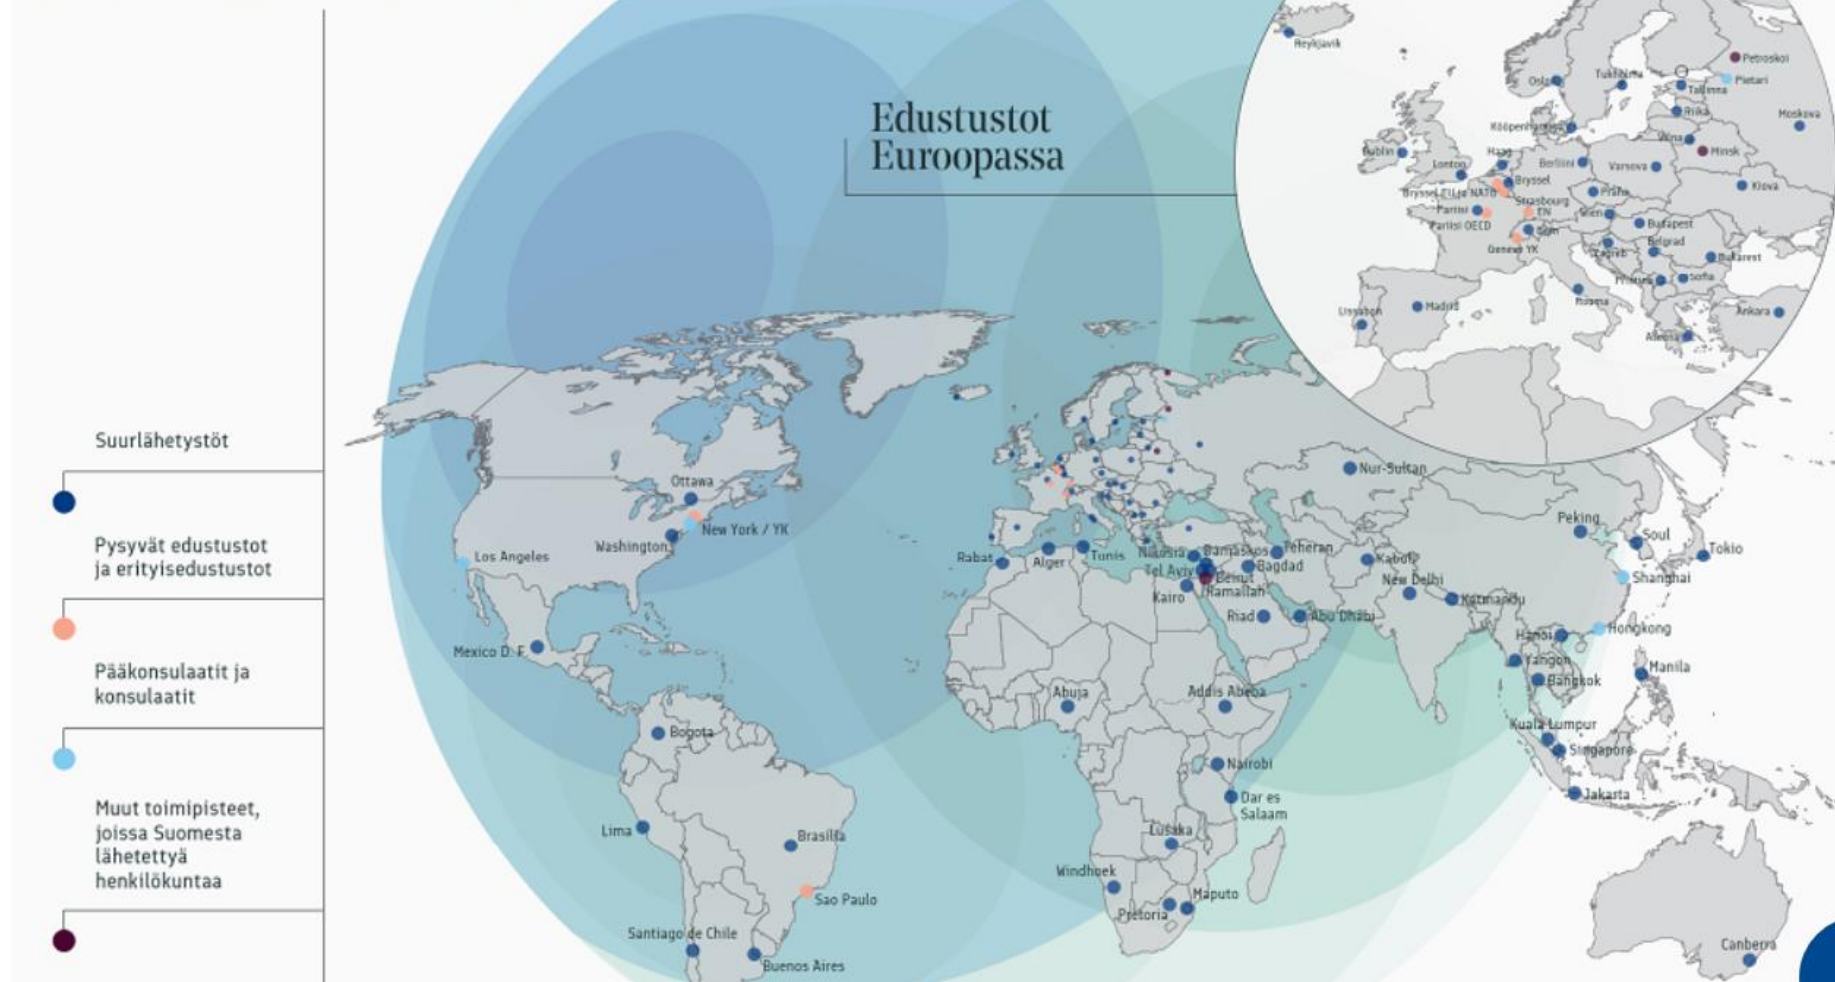 Suurlähetystöt
Pysyvät edustustot
ja erityisedustustot
Pääkonsulaatit ja
konsulaatit
Muut toimipisteet,
joissa Suomesta
lähetettyä
henkilökuntaa
Edustustot
Euroopassa
Reykjavik
Oslo
Tukholma
Tallinna
Petroskoi
Pietari
Moskova
Riika
Vilna
Minsk
Kööpenhamina
Dublin
Lontoo
Haag
Berliini
Varsova
Bryssel
Bryssel EU ja NATO
Praha
Kiova
Pariisi
Strasbourg
EN
Pariisi OECD
Wien
Budapest
Bern
Geneve YK
Zagreb
Belgrad
Bukarest
Pristina
Sofia
Rooma
Madrid
Lissabon
Ankara
Ateena
Ottawa
New York / YK
Washington
Los Angeles
Mexico D. F.
Bogota
Lima
Brasilia
Sao Paulo
Santiago de Chile
Buenos Aires
Rabat
Alger
Tunis
Nikosia
Damaskos
Teheran
Tel Aviv
Beirut
Bagdad
Ramallah
Kairo
Riad
Abu Dhabi
Abuja
Addis Abeba
Nairobi
Dar es
Salaam
Lusaka
Windhoek
Maputo
Pretoria
Nur-Sultan
Kabul
New Delhi
Katmandu
Peking
Soul
Tokio
Shanghai
Hongkong
Hanoi
Yangon
Bangkok
Manila
Kuala Lumpur
Singapore
Jakarta
Canberra